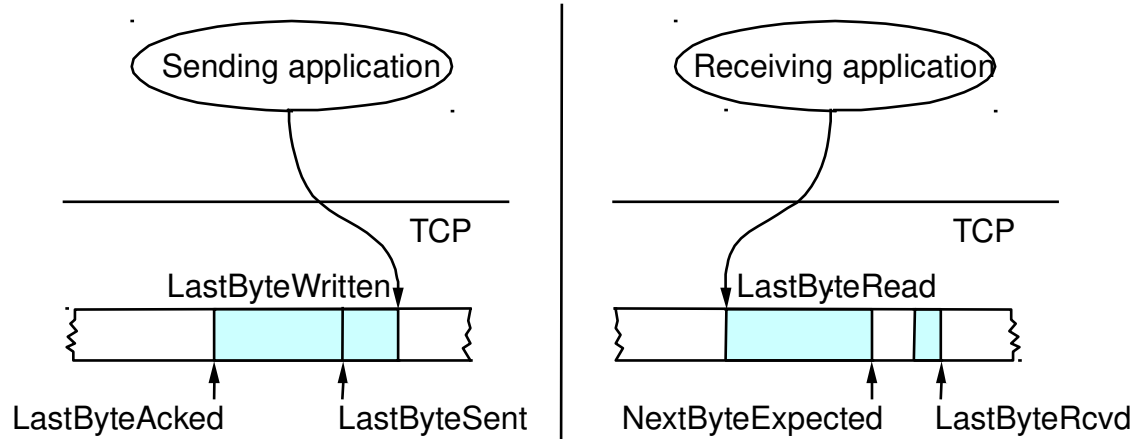 Sending application
TCP
LastByteWritten
LastByteAcked
LastByteSent
Receiving application
TCP
LastByteRead
NextByteExpected
LastByteRcvd